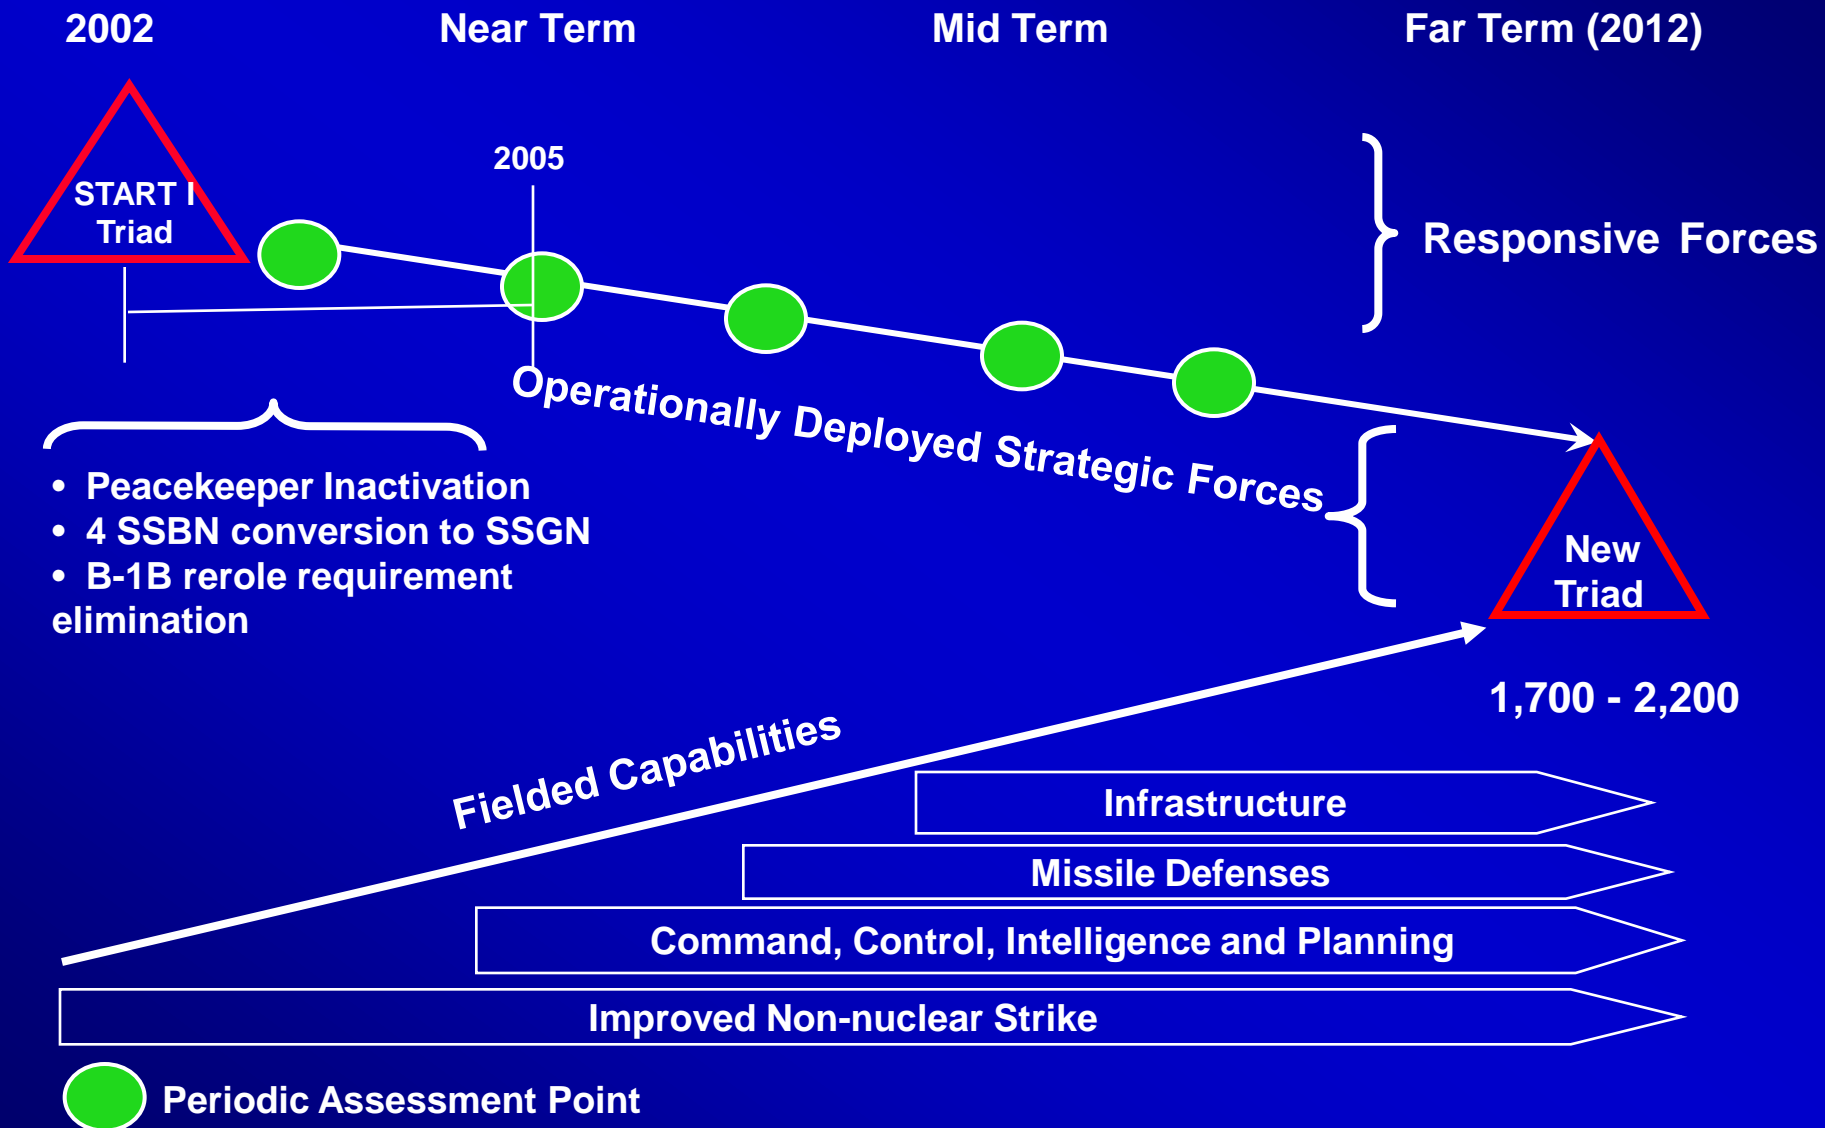 2002
Near Term
Mid Term
Far Term (2012)
2005
START I
Triad
Responsive Forces
Operationally Deployed Strategic Forces
• Peacekeeper Inactivation
• 4 SSBN conversion to SSGN
• B-1B rerole requirement
elimination
New
Triad
1,700 - 2,200
Fielded Capabilities
Infrastructure
Missile Defenses
Command, Control, Intelligence and Planning
Improved Non-nuclear Strike
Periodic Assessment Point